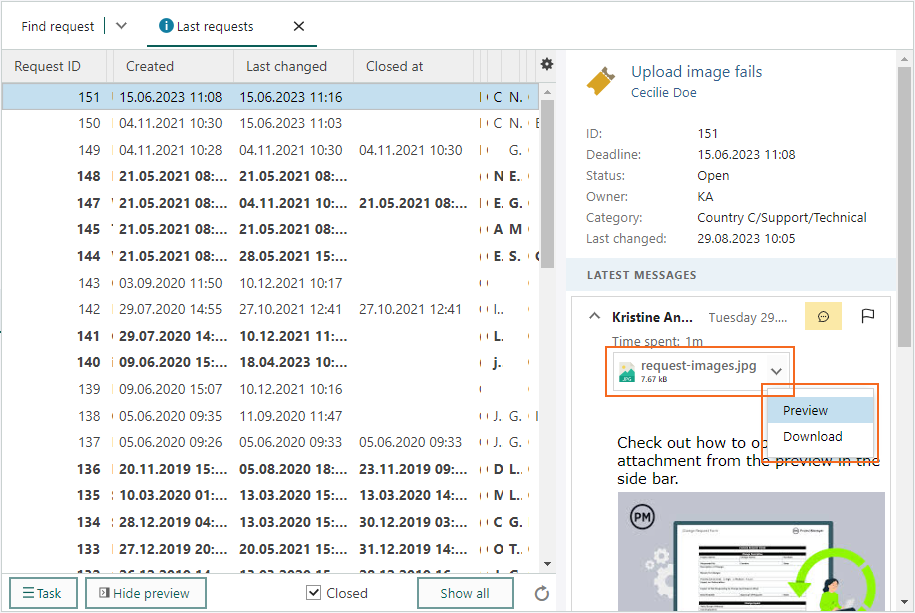 Find request
Last requests
Request ID Created Last changed Closed at
151 15.06.2023 11:08 15.06.2023 11:16 C N.
150 04.11.2021 10:30 15.06.2023 11:03 C N.
149 04.11.2021 10:28 04.11.2021 10:30 04.11.2021 10:30 G.
148 21.05.2021 08:... 21.05.2021 08:... N E..
147 21.05.2021 08:... 04.11.2021 10:... 21.05.2021 08:... E. G.
145 21.05.2021 08:... 21.05.2021 08:... A M
144 21.05.2021 08:... 28.05.2021 15:... E. S.
143 03.09.2020 11:50 10.12.2021 10:17
142 29.07.2020 14:55 27.10.2021 12:41 27.10.2021 12:41 I..
141 29.07.2020 14:... 10.12.2021 11:... L.
140 09.06.2020 15:... 18.04.2023 10:... j.
139 09.06.2020 15:07 10.12.2021 10:16
138 05.06.2020 09:35 11.09.2020 11:47 J. G.
137 05.06.2020 09:26 05.06.2020 09:33 05.06.2020 09:33 J. G.
136 20.11.2019 15:... 05.08.2020 18:... 23.11.2019 09:... D L..
135 10.03.2020 01:... 13.03.2020 15:... 13.03.2020 14:... M L..
134 28.12.2019 04:... 13.03.2020 15:... 30.12.2019 03:... C G.
133 27.12.2019 20:... 20.05.2021 15:... 31.12.2019 14:... O T..
Task
Hide preview
Closed
Show all
Upload image fails
Cecilie Doe
ID: 151
Deadline: 15.06.2023 11:08
Status: Open
Owner: KA
Category: Country C/Support/Technical
Last changed: 29.08.2023 10:05
LATEST MESSAGES
Kristine An... Tuesday 29....
Time spent: 1m
JPG
request-images.jpg
7.67 kB
Preview
Download
Check out how to op
attachment from the preview in the
side bar.
PM